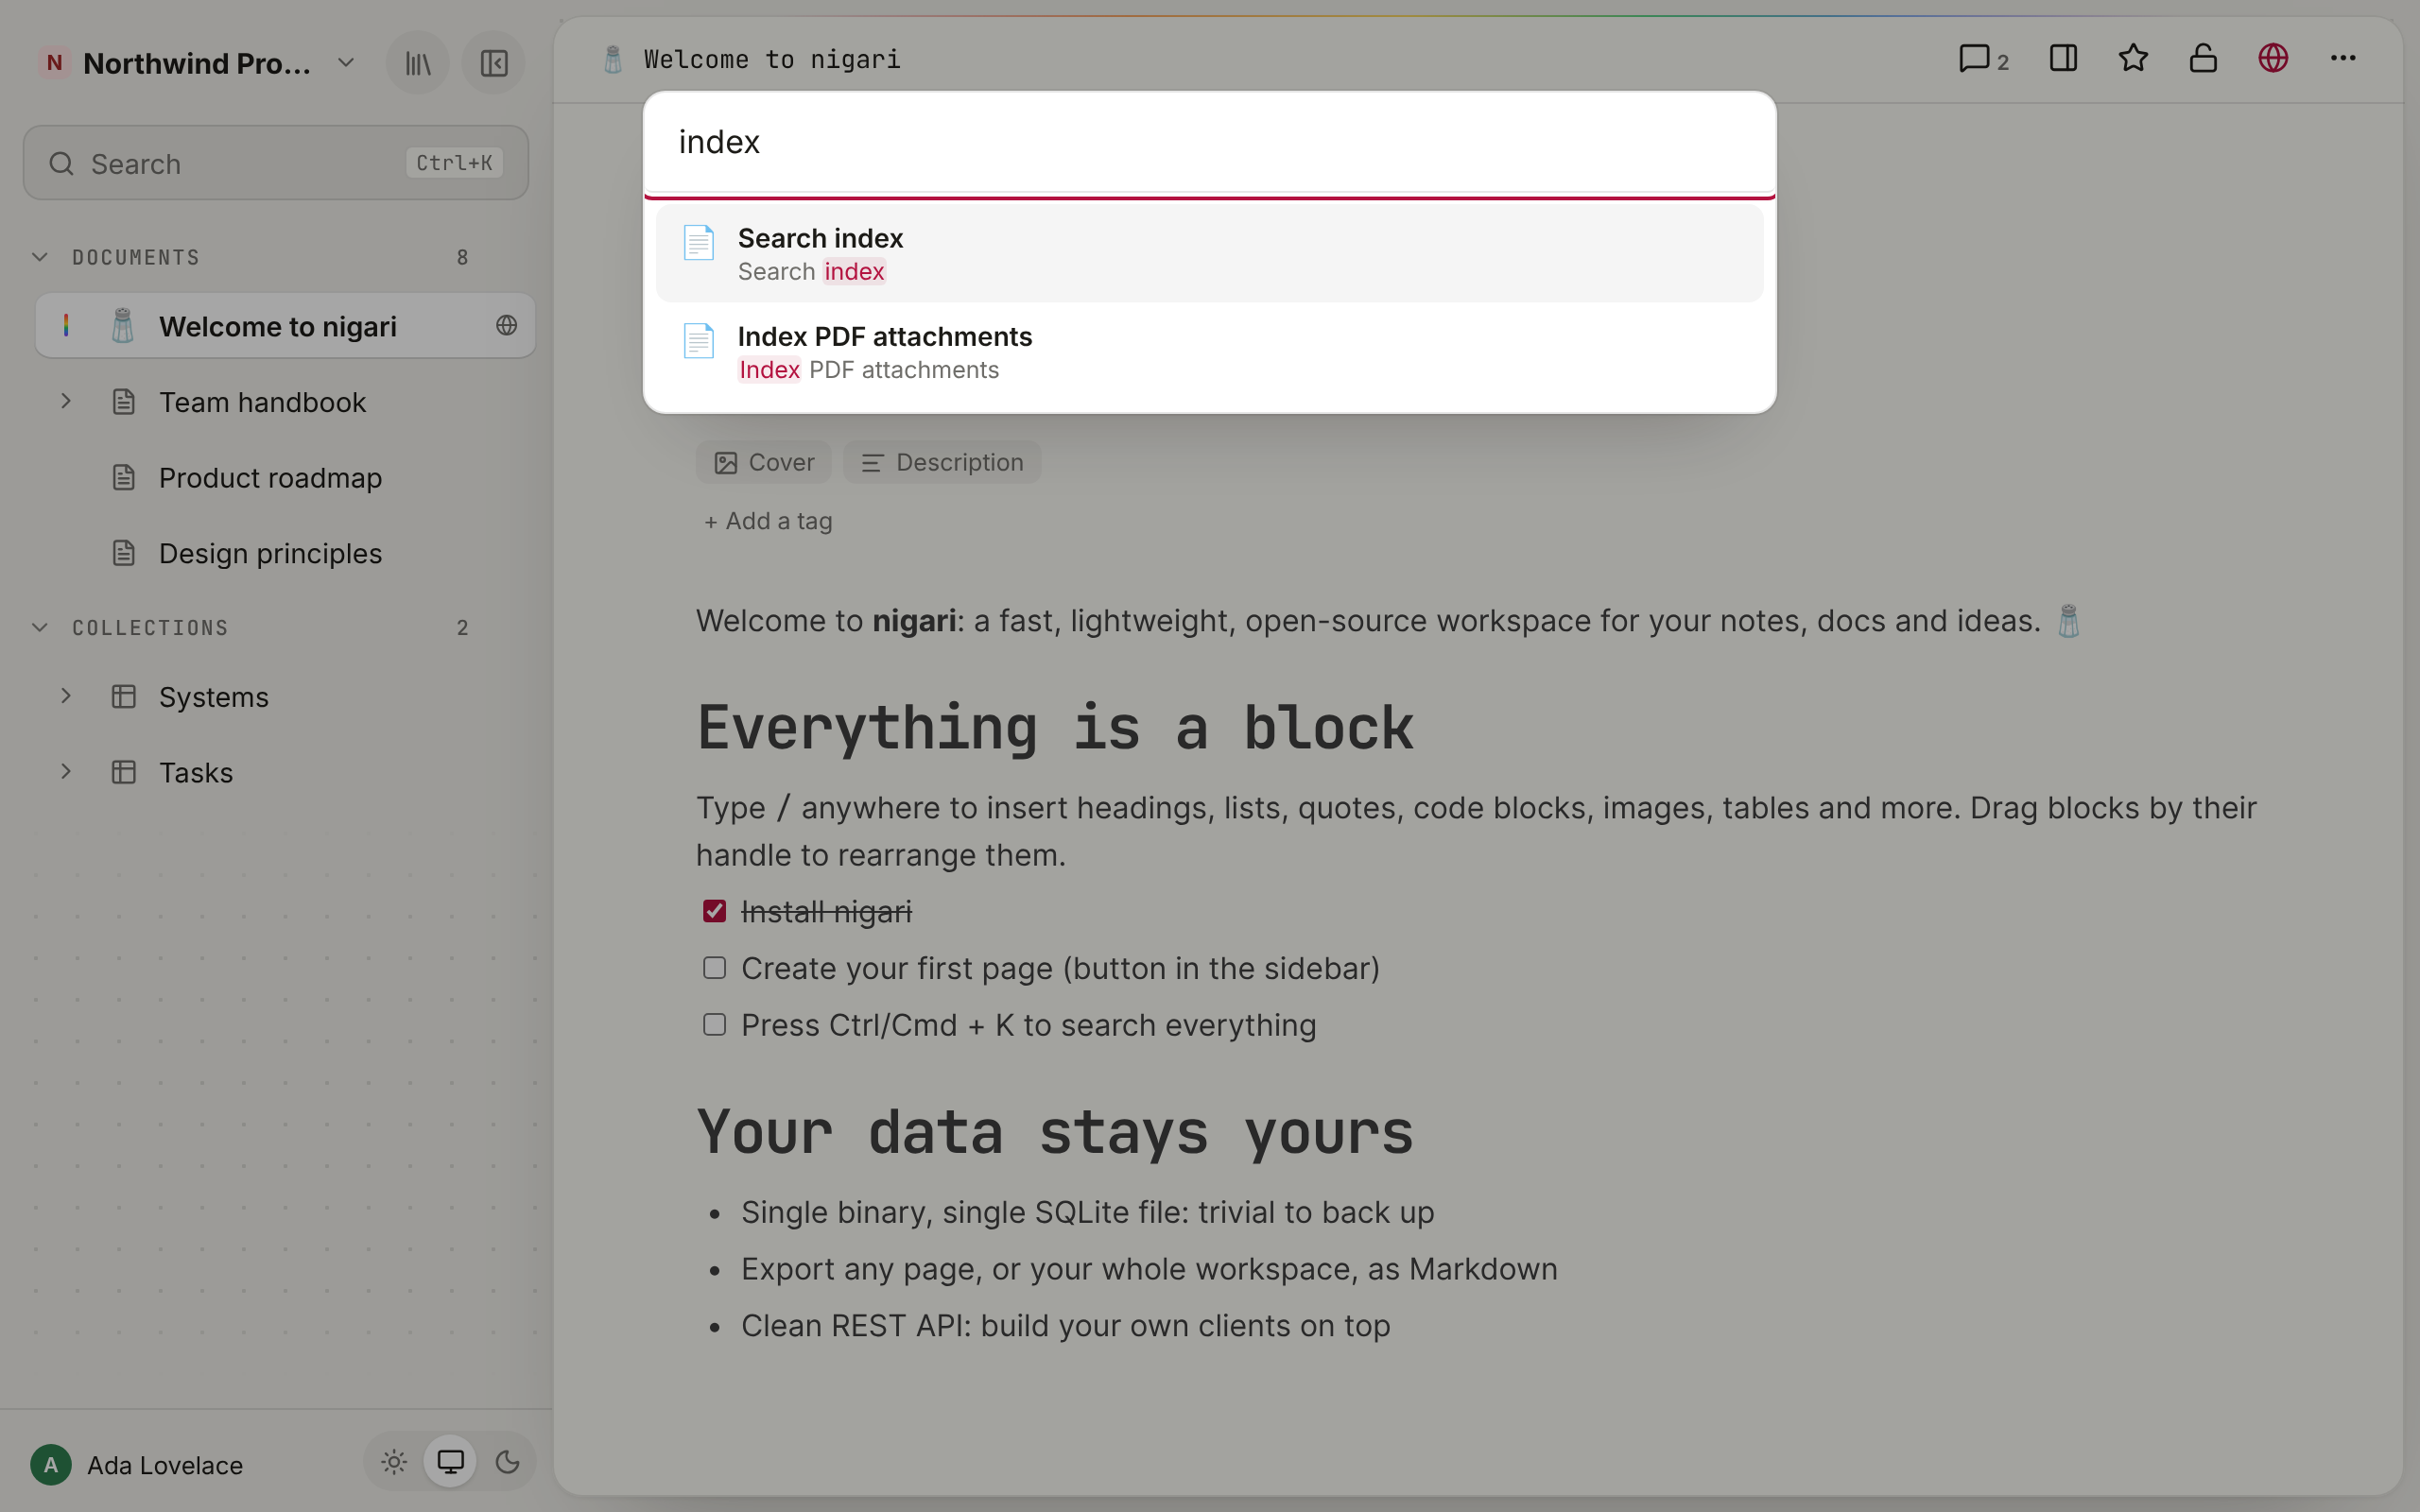 N Northwind Pro...
Search Ctrl+K
DOCUMENTS 8
Welcome to nigari
Team handbook
Product roadmap
Design principles
COLLECTIONS 2
Systems
Tasks
A Ada Lovelace
Welcome to nigari
2
index
Search index
Search index
Index PDF attachments
Index PDF attachments
Cover Description
+ Add a tag
Welcome to nigari: a fast, lightweight, open-source workspace for your notes, docs and ideas.
Everything is a block
Type / anywhere to insert headings, lists, quotes, code blocks, images, tables and more. Drag blocks by their
handle to rearrange them.
Install nigari
Create your first page (button in the sidebar)
Press Ctrl/Cmd + K to search everything
Your data stays yours
• Single binary, single SQLite file: trivial to back up
• Export any page, or your whole workspace, as Markdown
• Clean REST API: build your own clients on top